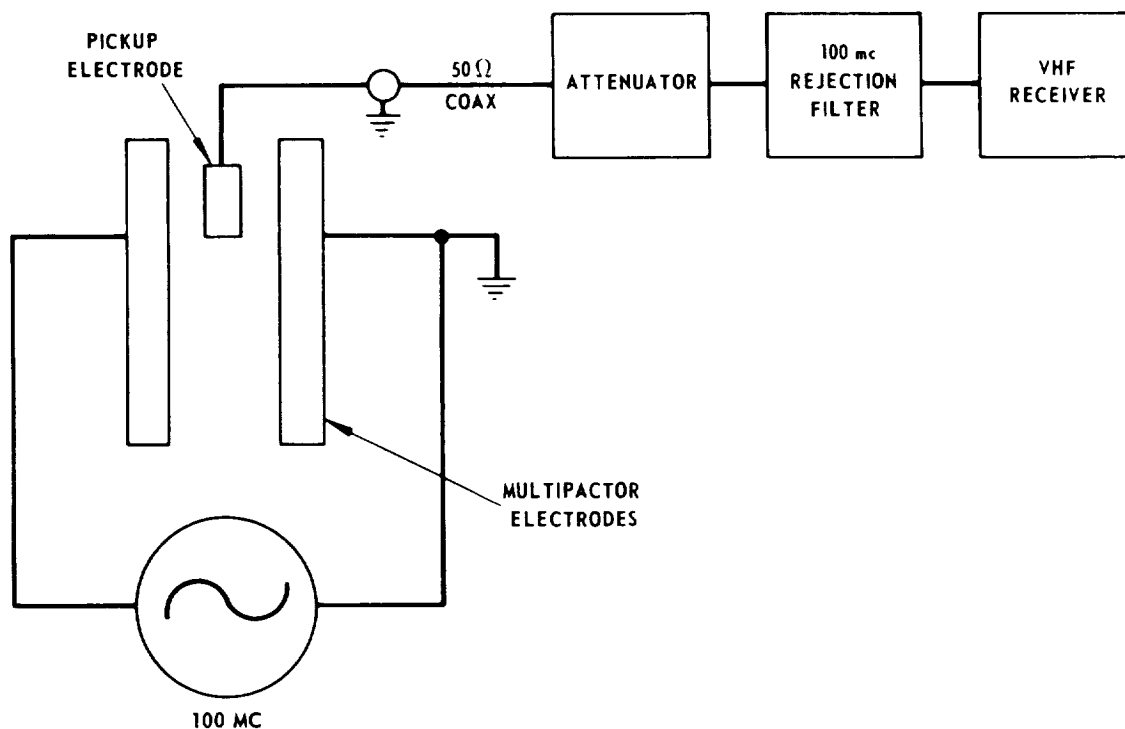 PICKUP
ELECTRODE
50 Ω
COAX
ATTENUATOR
100 mc
REJECTION
FILTER
VHF
RECEIVER
MULTIPACTOR
ELECTRODES
100 MC